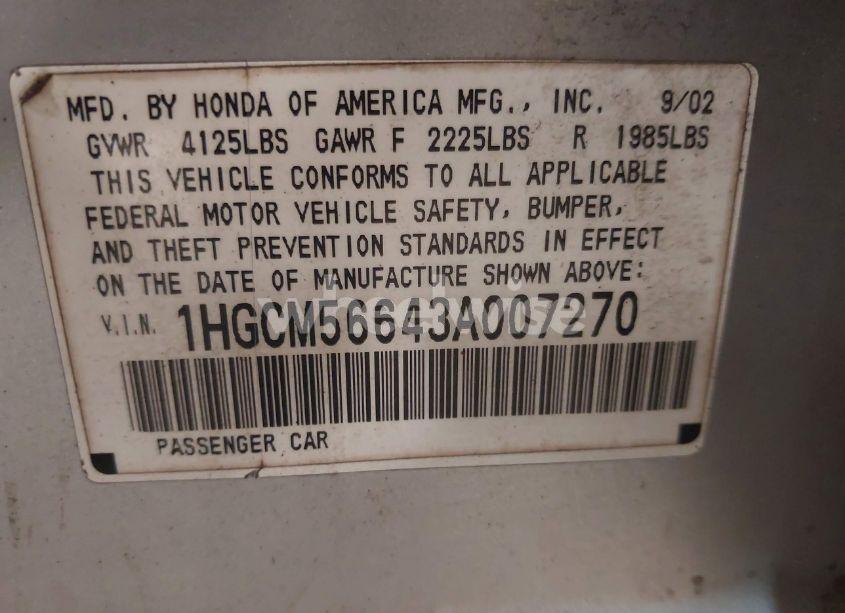 MFD. BY HONDA OF AMERICA MFG., INC. 9/02
GVWR 4125LBS GAWR F 2225LBS R 1985LBS
THIS VEHICLE CONFORMS TO ALL APPLICABLE
FEDERAL MOTOR VEHICLE SAFETY, BUMPER,
AND THEFT PREVENTION STANDARDS IN EFFECT
ON THE DATE OF MANUFACTURE SHOWN ABOVE:
V.I.N. 1HGCM56643A007270
wheelwise
PASSENGER CAR